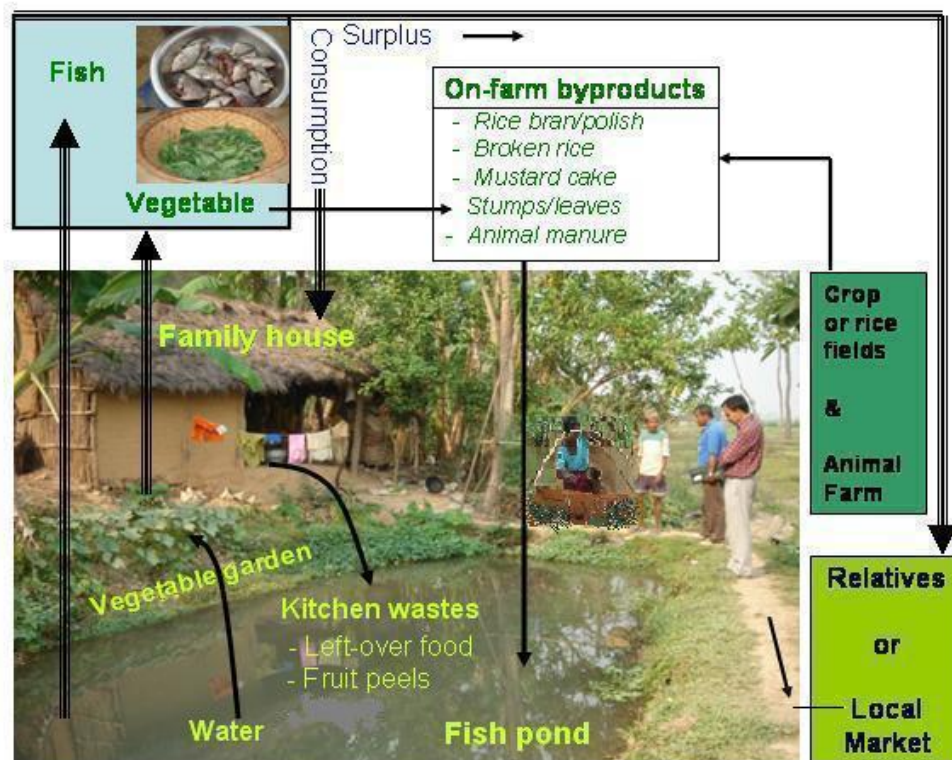 Surplus
Consumption
Fish
Vegetable
On-farm byproducts
- Rice bran/polish
- Broken rice
- Mustard cake
- Stumps/leaves
- Animal manure
Family house
Crop
or rice
fields
&
Animal
Farm
Vegetable garden
Kitchen wastes
- Left-over food
- Fruit peels
Water
Fish pond
Relatives
or
Local
Market